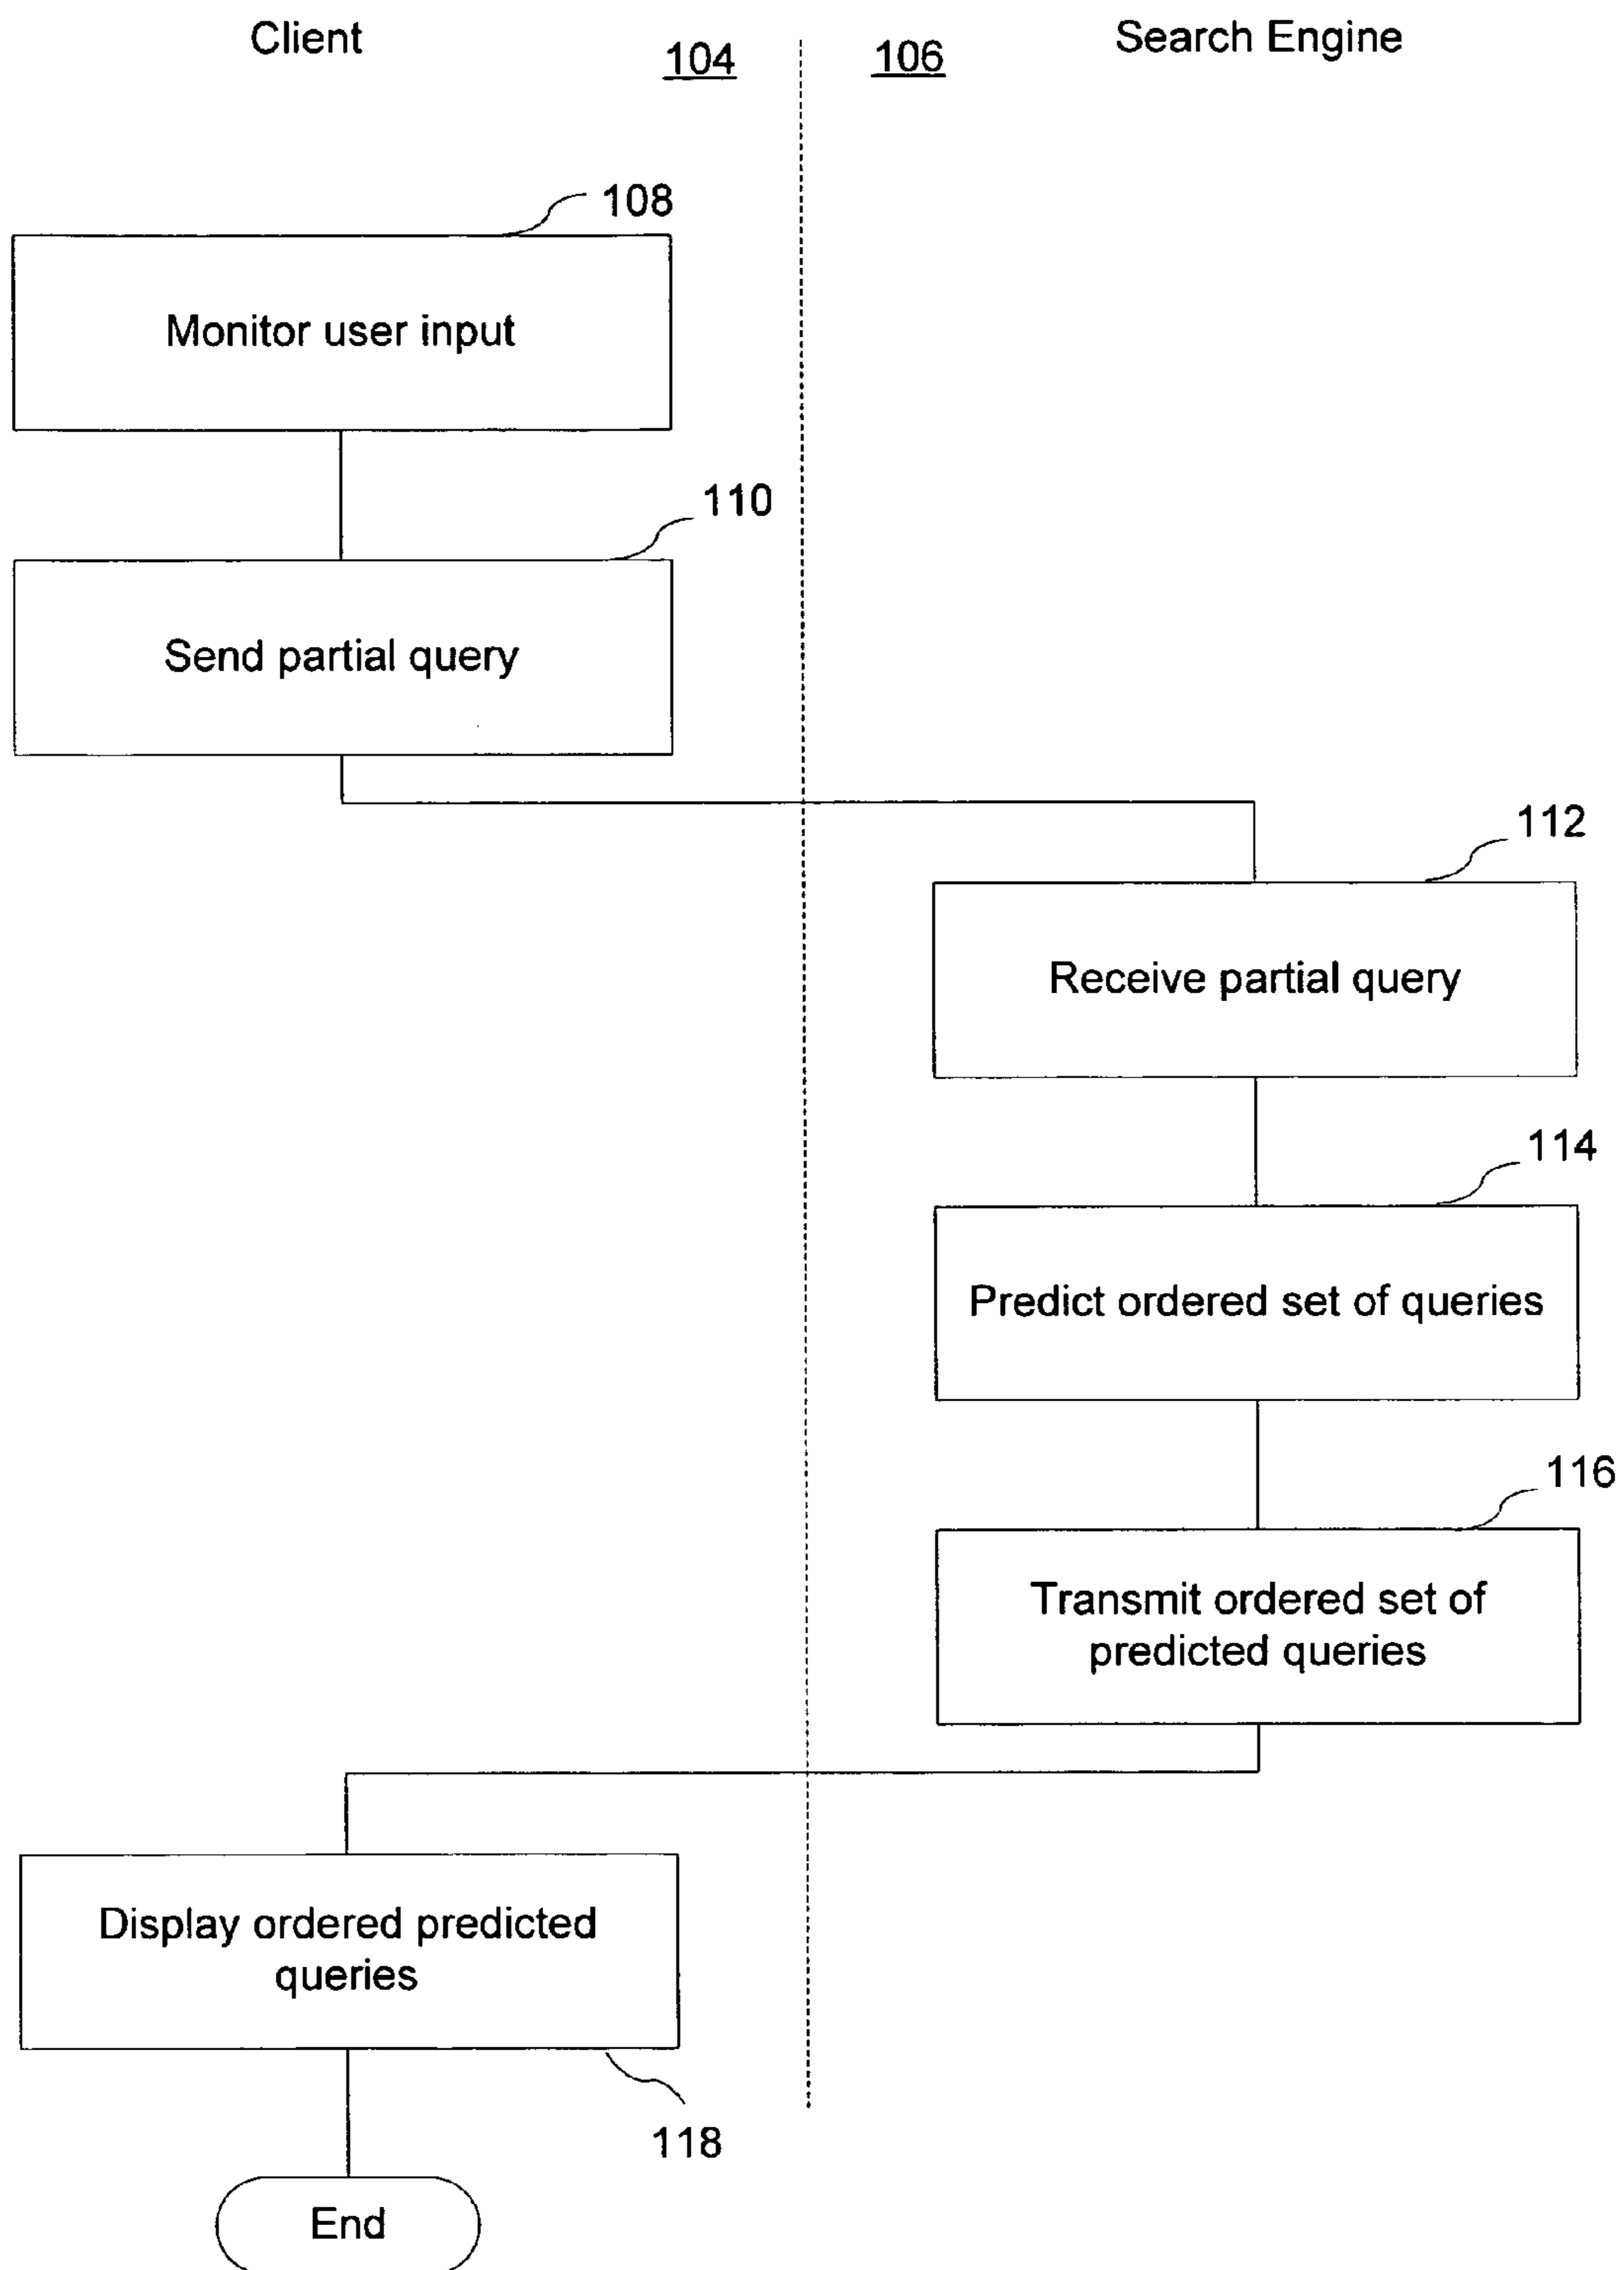 Client
104
106
Search Engine
108
Monitor user input
110
Send partial query
112
Receive partial query
114
Predict ordered set of queries
116
Transmit ordered set of
predicted queries
Display ordered predicted
queries
118
End